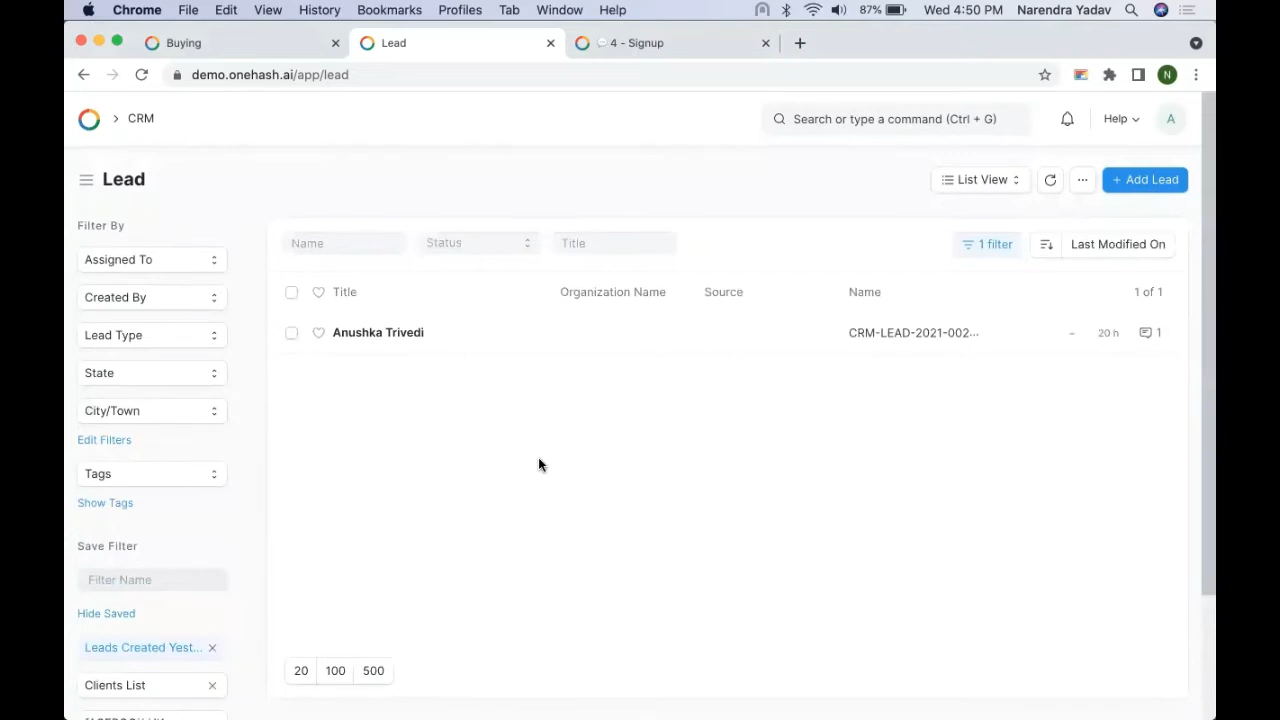 Chrome File Edit View History Bookmarks Profiles Tab Window Help 87% Wed 4:50 PM Narendra Yadav
Buying Lead 4 - Signup
demo.onehash.ai/app/lead N
CRM Search or type a command (Ctrl + G) Help A
Lead List View + Add Lead
Filter By
Name Status Title 1 filter Last Modified On
Assigned To
Title Organization Name Source Name 1 of 1
Created By
Anushka Trivedi CRM-LEAD-2021-002... - 20 h 1
Lead Type
State
City/Town
Edit Filters
Tags
Show Tags
Save Filter
Filter Name
Hide Saved
Leads Created Yest...
20 100 500
Clients List